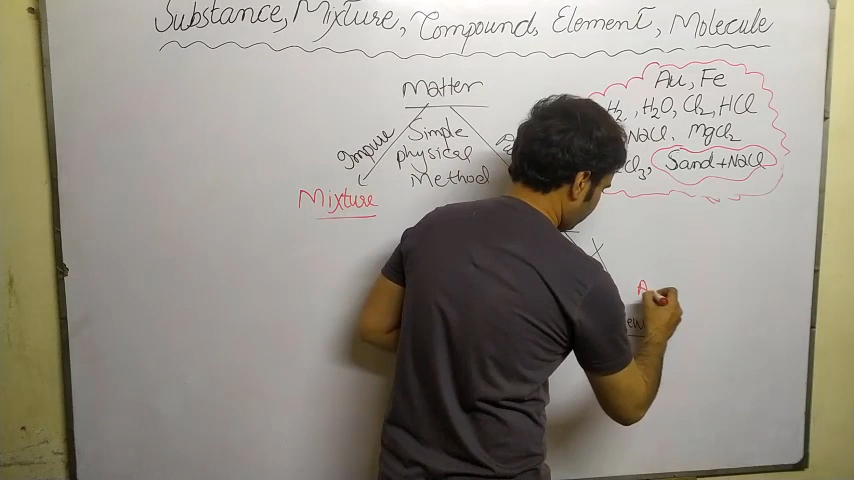 Substance, Mixture, Compound, Element, Molecule
Matter
Au, Fe
H2, H2O, Cl2, HCl
NaCl, MgCl2
Cl3, Sand+NaCl
Impure
Simple
physical
Method
Mixture
A